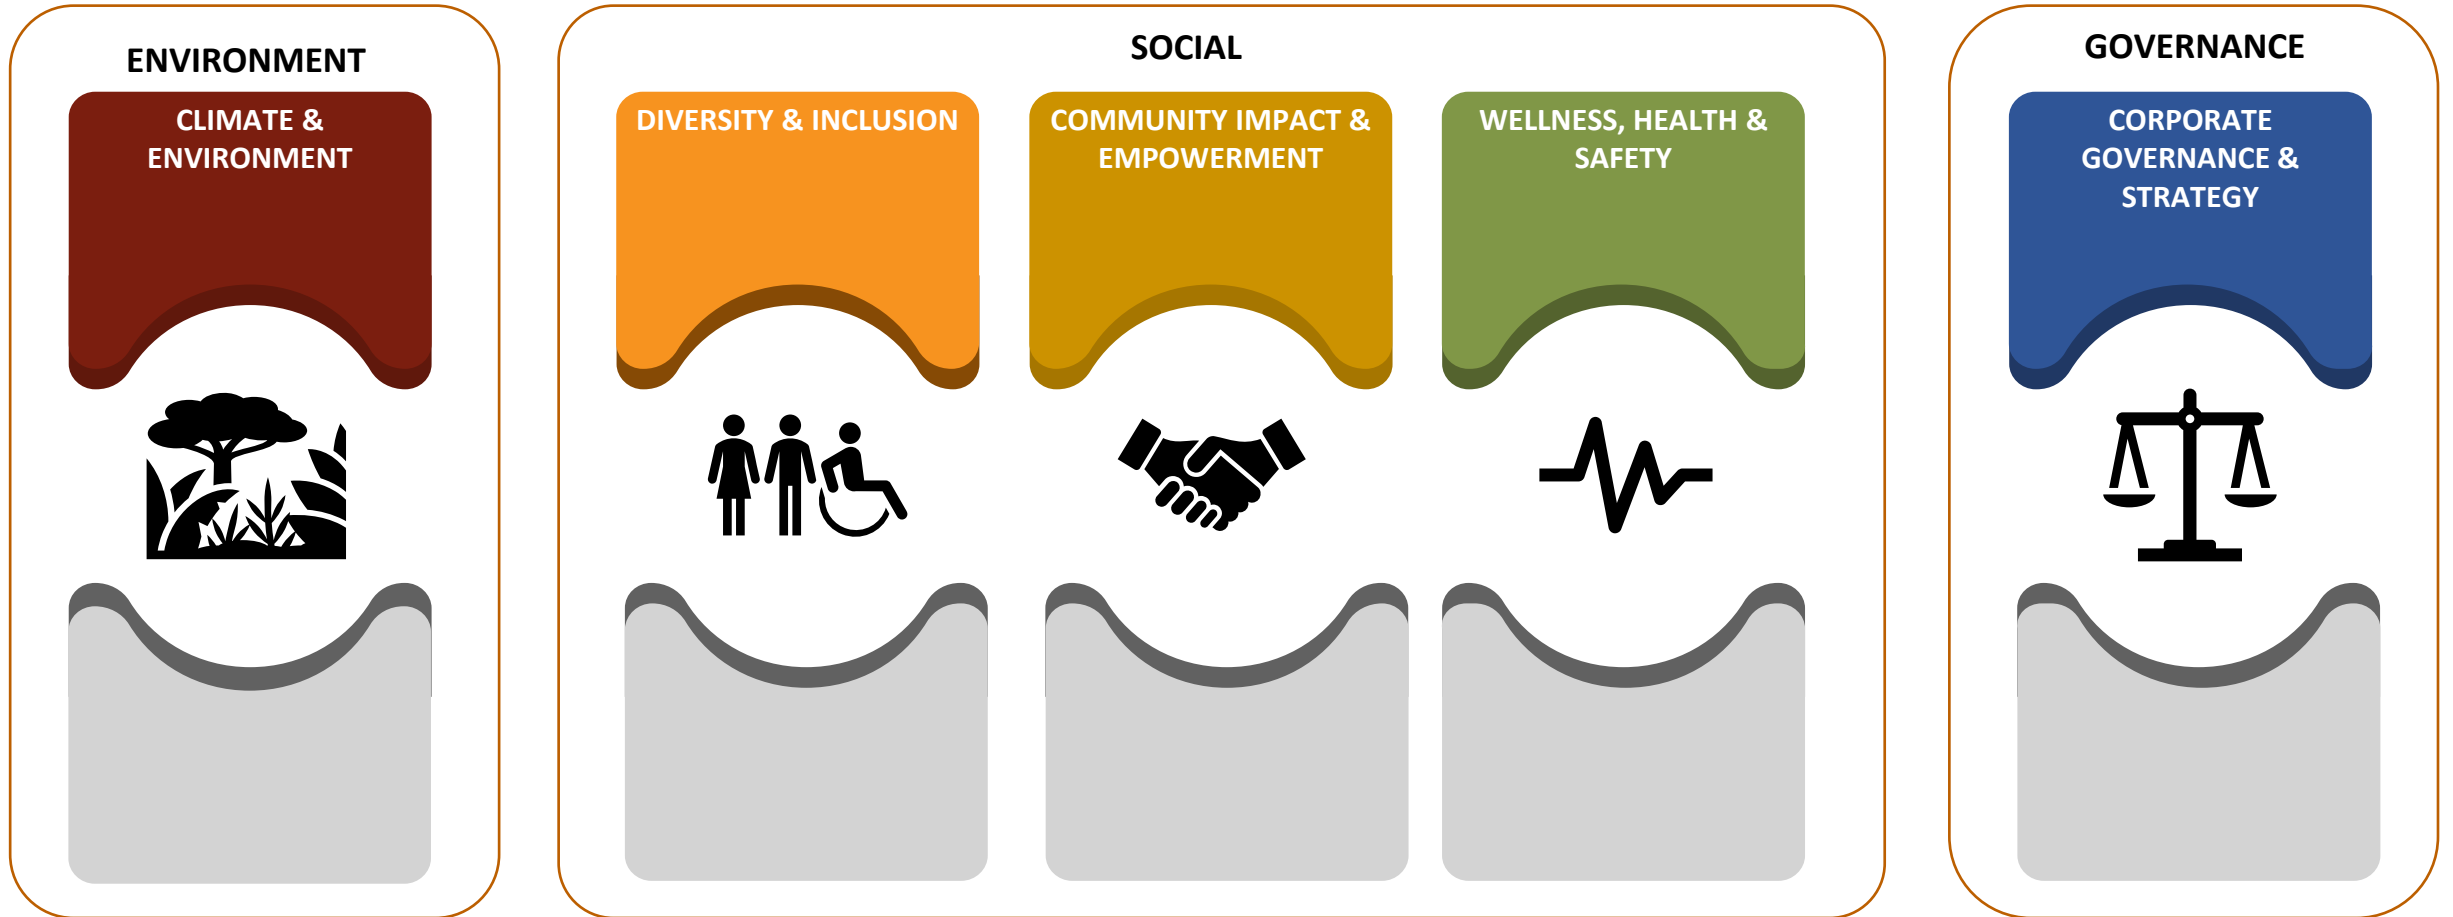 ENVIRONMENT
CLIMATE &
ENVIRONMENT
SOCIAL
DIVERSITY & INCLUSION
COMMUNITY IMPACT &
EMPOWERMENT
WELLNESS, HEALTH &
SAFETY
GOVERNANCE
CORPORATE
GOVERNANCE &
STRATEGY